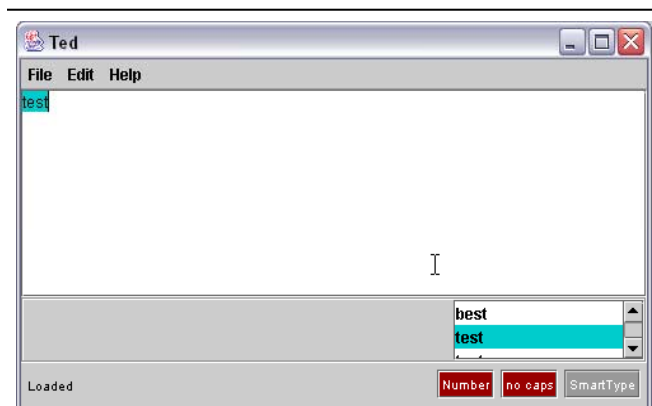 Ted
File Edit Help
test
best
test
Loaded
Number no caps SmartType